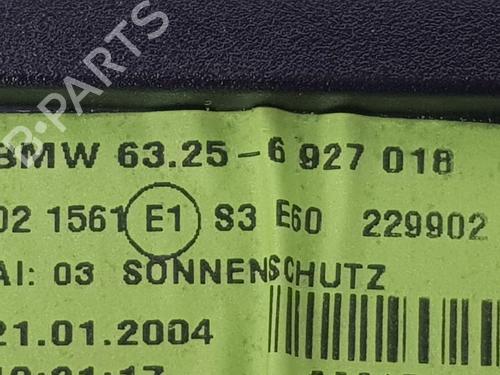 B-PARTS
BMW 63.25-6 927 018
02 1561 E1 S3 E60 229902
AI: 03 SONNENSCHUTZ
21.01.2004